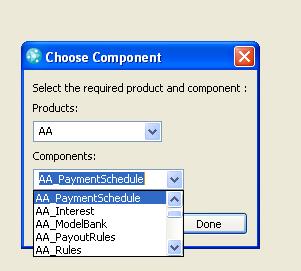 Choose Component
Select the required product and component :
Products:
AA
Components:
AA_PaymentSchedule
AA_PaymentSchedule
AA_Interest
AA_ModelBank
AA_PayoutRules
AA_Rules
Done